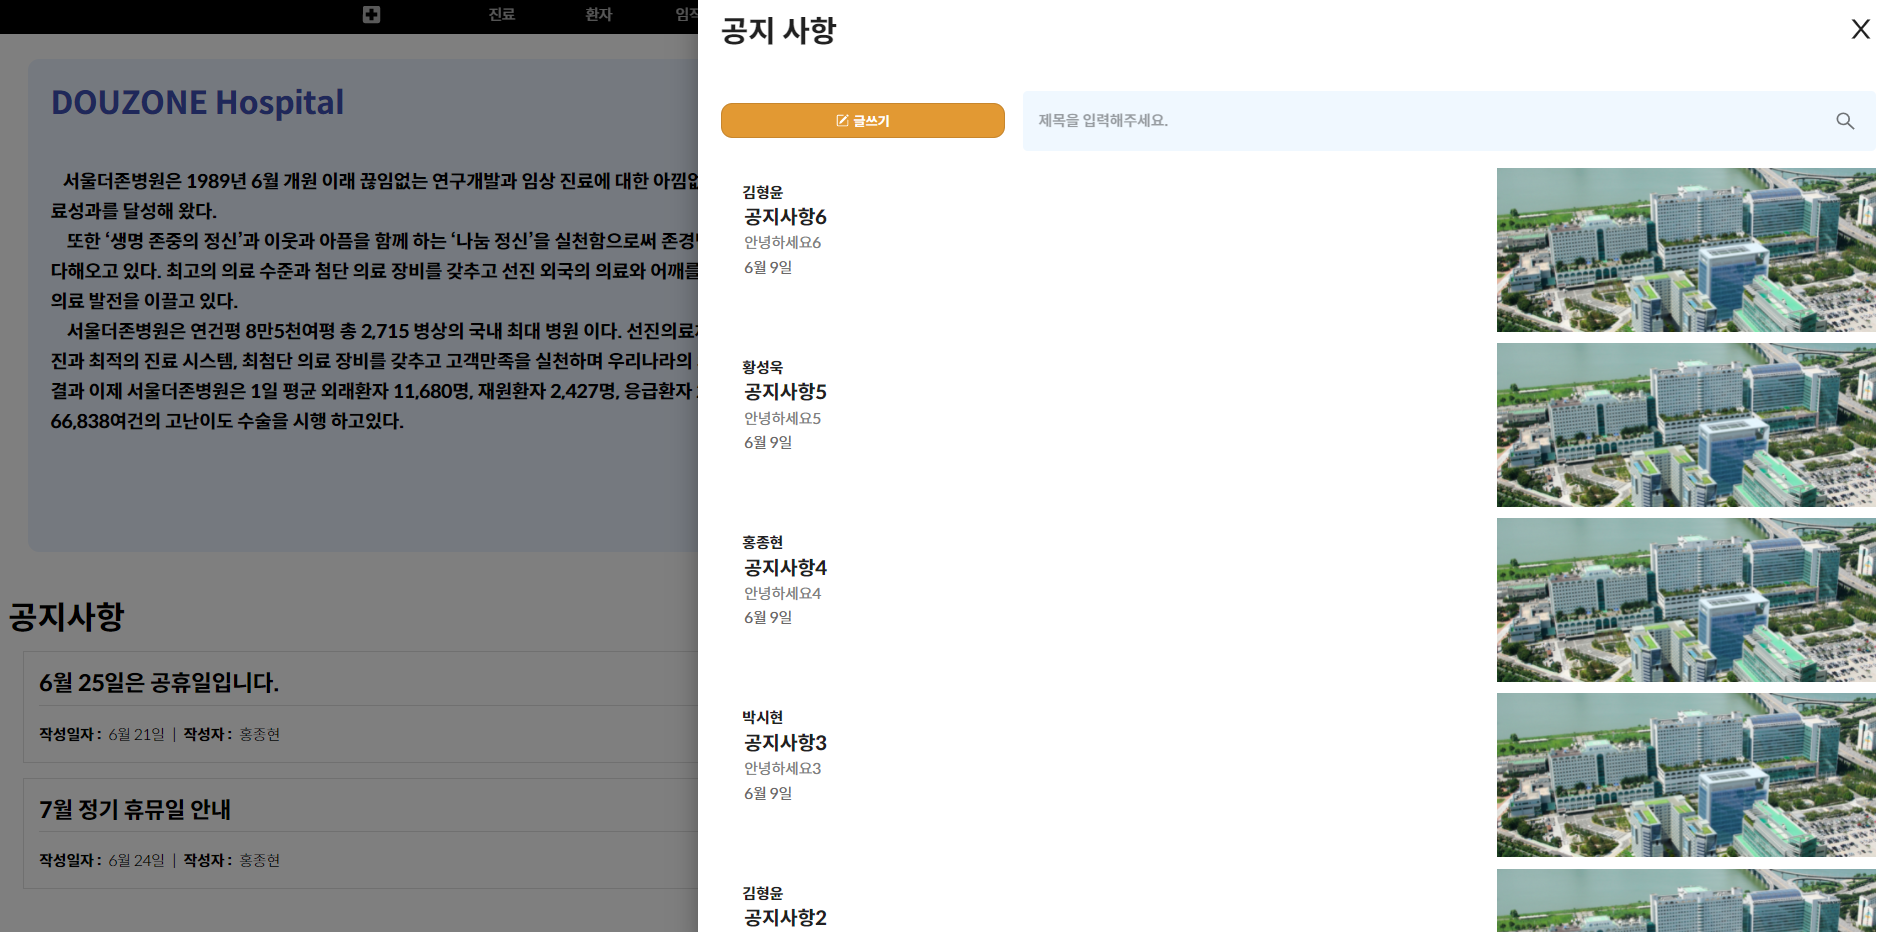 진료 환자
DOUZONE Hospital
서울더존병원은 1989년 6월 개원 이래 끊임없는 연구개발과 임상 진료에 대한
료성과를 달성해 왔다.
또한 ‘생명 존중의 정신’과 이웃과 아픔을 함께 하는 ‘나눔 정신’을 실천함으로써
다해오고 있다. 최고의 의료 수준과 첨단 의료 장비를 갖추고 선진 외국의 의료와 어깨를
의료 발전을 이끌고 있다.
서울더존병원은 연건평 8만5천여평 총 2,715 병상의 국내 최대 병원 이다.
진과 최적의 진료 시스템, 최첨단 의료 장비를 갖추고 고객만족을 실천하며 우리나라의
결과 이제 서울더존병원은 1일 평균 외래환자 11,680명, 재원환자 2,427명, 응급환자
66,838여건의 고난이도 수술을 시행 하고있다.
공지사항
6월 25일은 공휴일입니다.
작성일자 : 6월 21일 | 작성자 : 홍종현
7월 정기 휴뮤일 안내
작성일자 : 6월 24일 | 작성자 : 홍종현
공지 사항
X
글쓰기
제목을 입력해주세요.
김형윤
공지사항6
안녕하세요6
6월 9일
황성욱
공지사항5
안녕하세요5
6월 9일
홍종현
공지사항4
안녕하세요4
6월 9일
박시현
공지사항3
안녕하세요3
6월 9일
김형윤
공지사항2